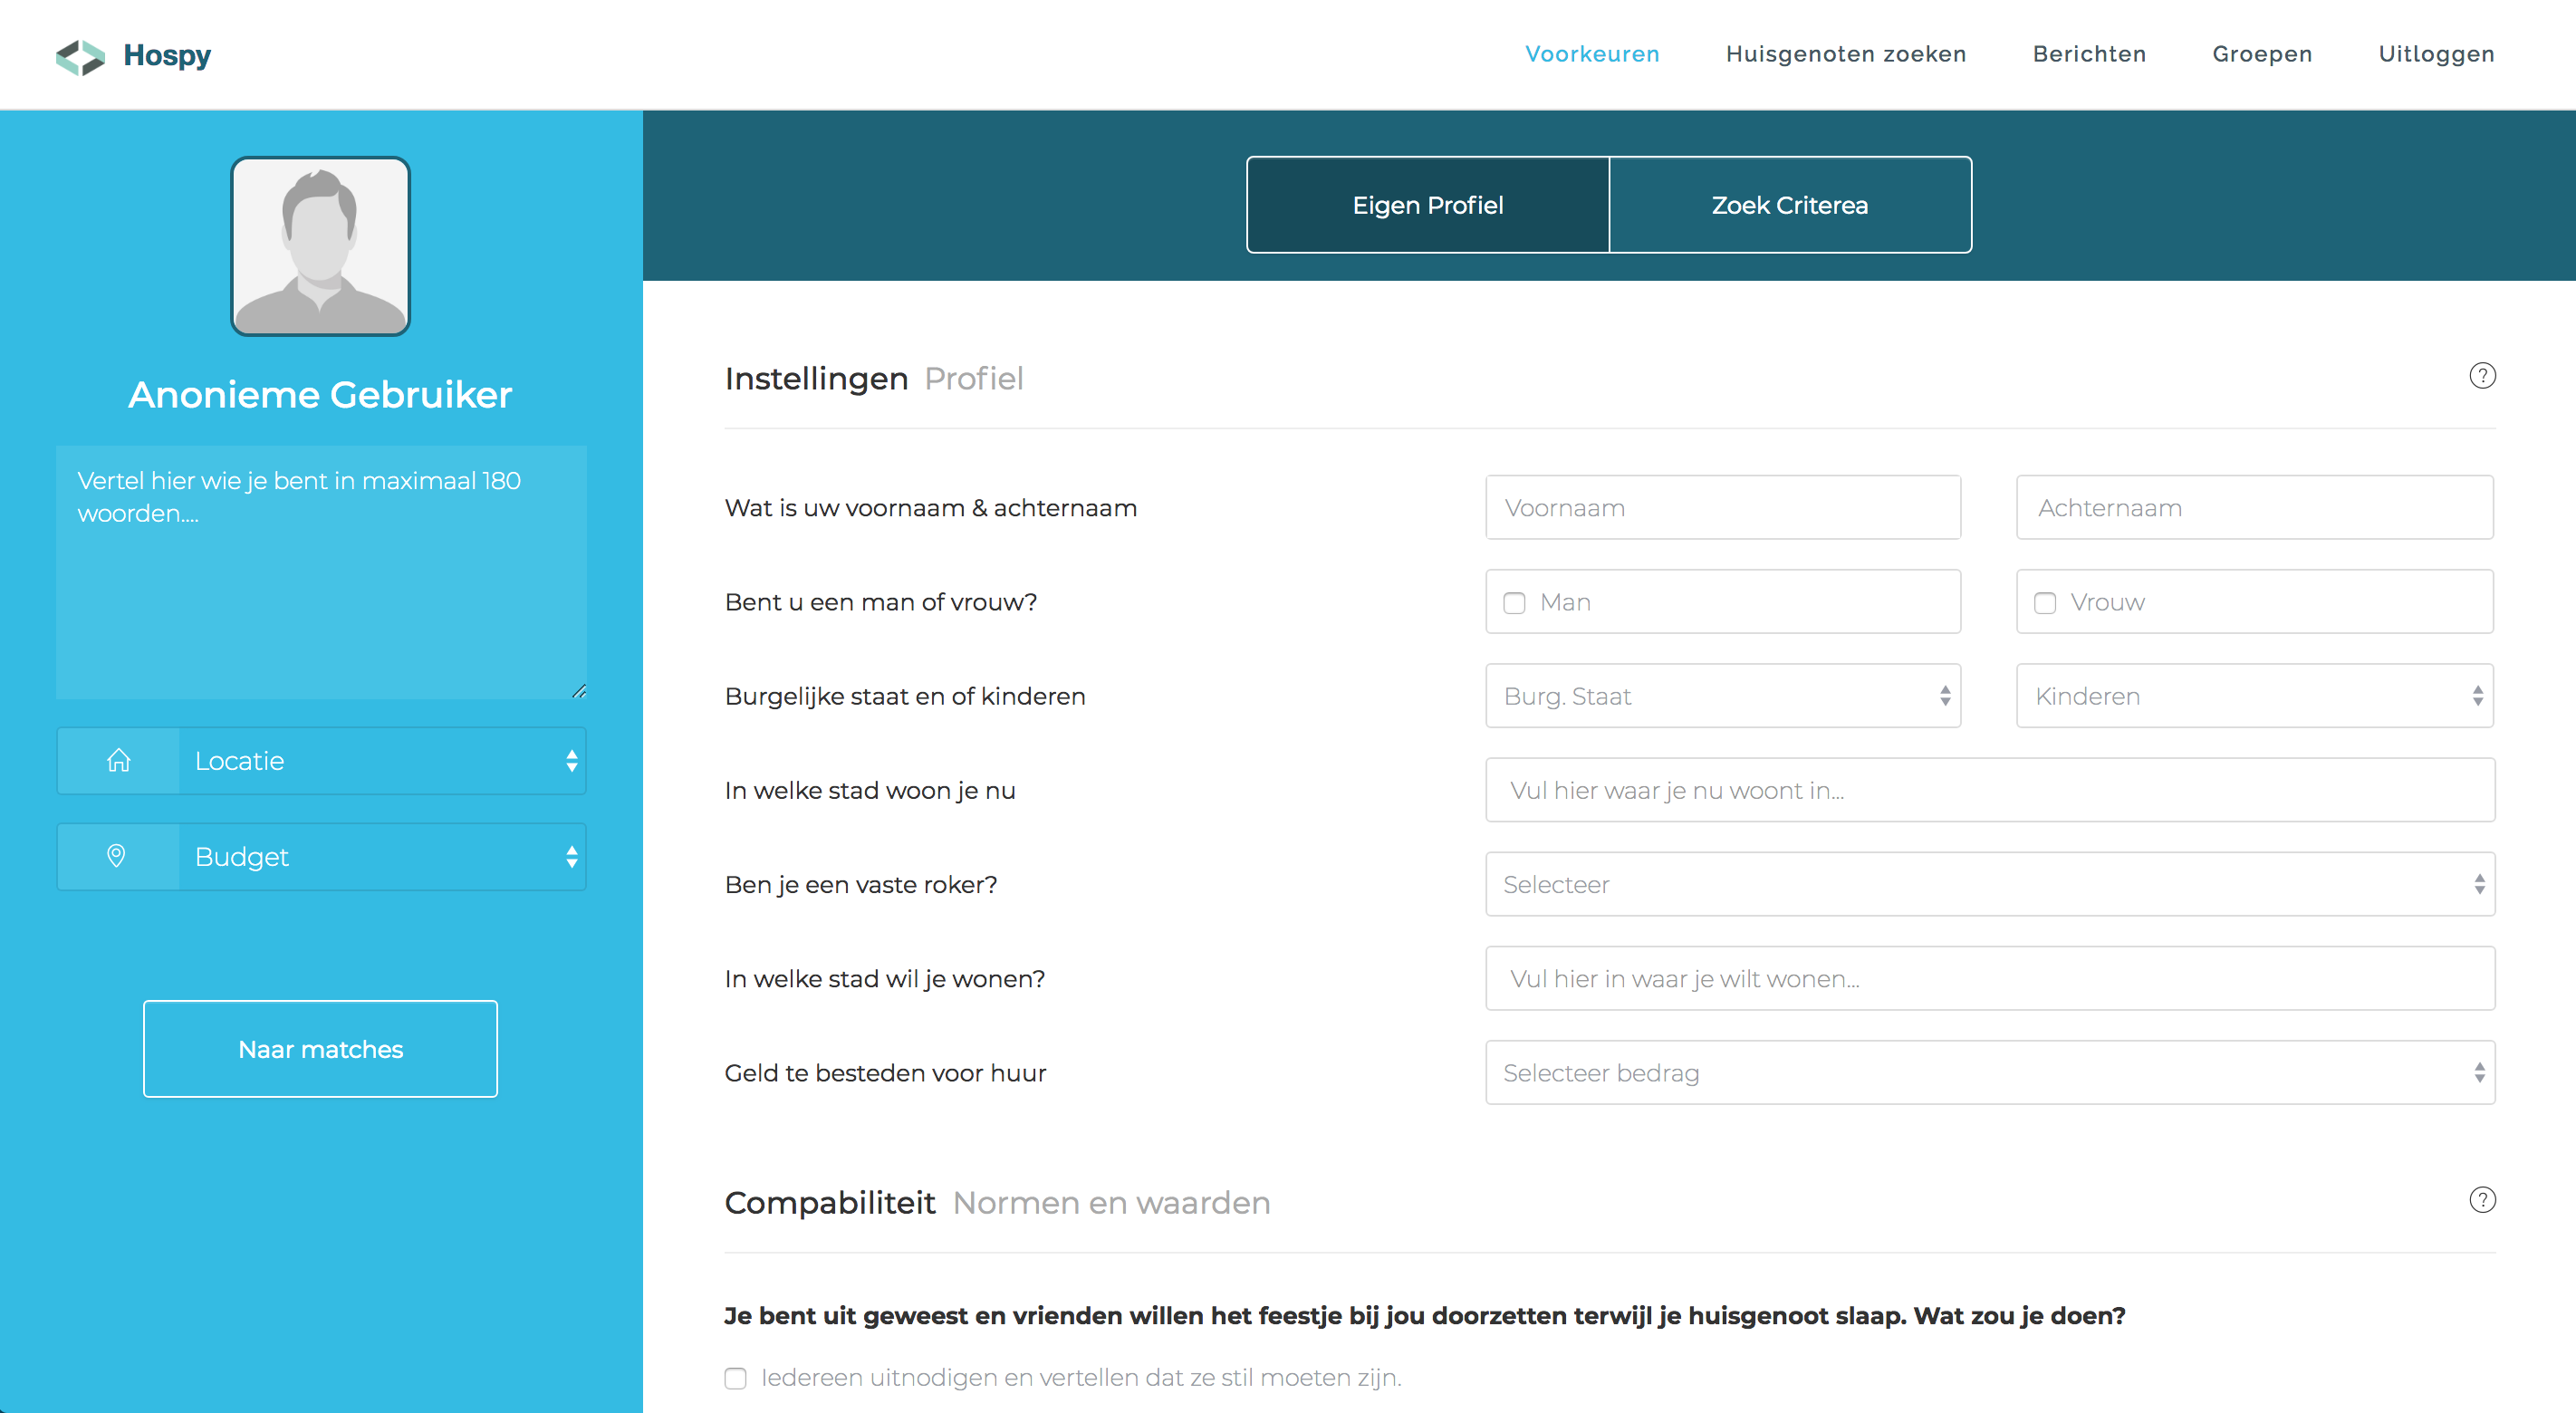 Hospy
Voorkeuren
Huisgenoten zoeken
Berichten
Groepen
Uitloggen
Anonieme Gebruiker
Vertel hier wie je bent in maximaal 180
woorden....
Locatie
Budget
Naar matches
Eigen Profiel
Zoek Criterea
Instellingen Profiel
?
Wat is uw voornaam & achternaam
Voornaam
Achternaam
Bent u een man of vrouw?
Man
Vrouw
Burgelijke staat en of kinderen
Burg. Staat
Kinderen
In welke stad woon je nu
Vul hier waar je nu woont in...
Ben je een vaste roker?
Selecteer
In welke stad wil je wonen?
Vul hier in waar je wilt wonen...
Geld te besteden voor huur
Selecteer bedrag
Compabiliteit Normen en waarden
?
Je bent uit geweest en vrienden willen het feestje bij jou doorzetten terwijl je huisgenoot slaap. Wat zou je doen?
Iedereen uitnodigen en vertellen dat ze stil moeten zijn.